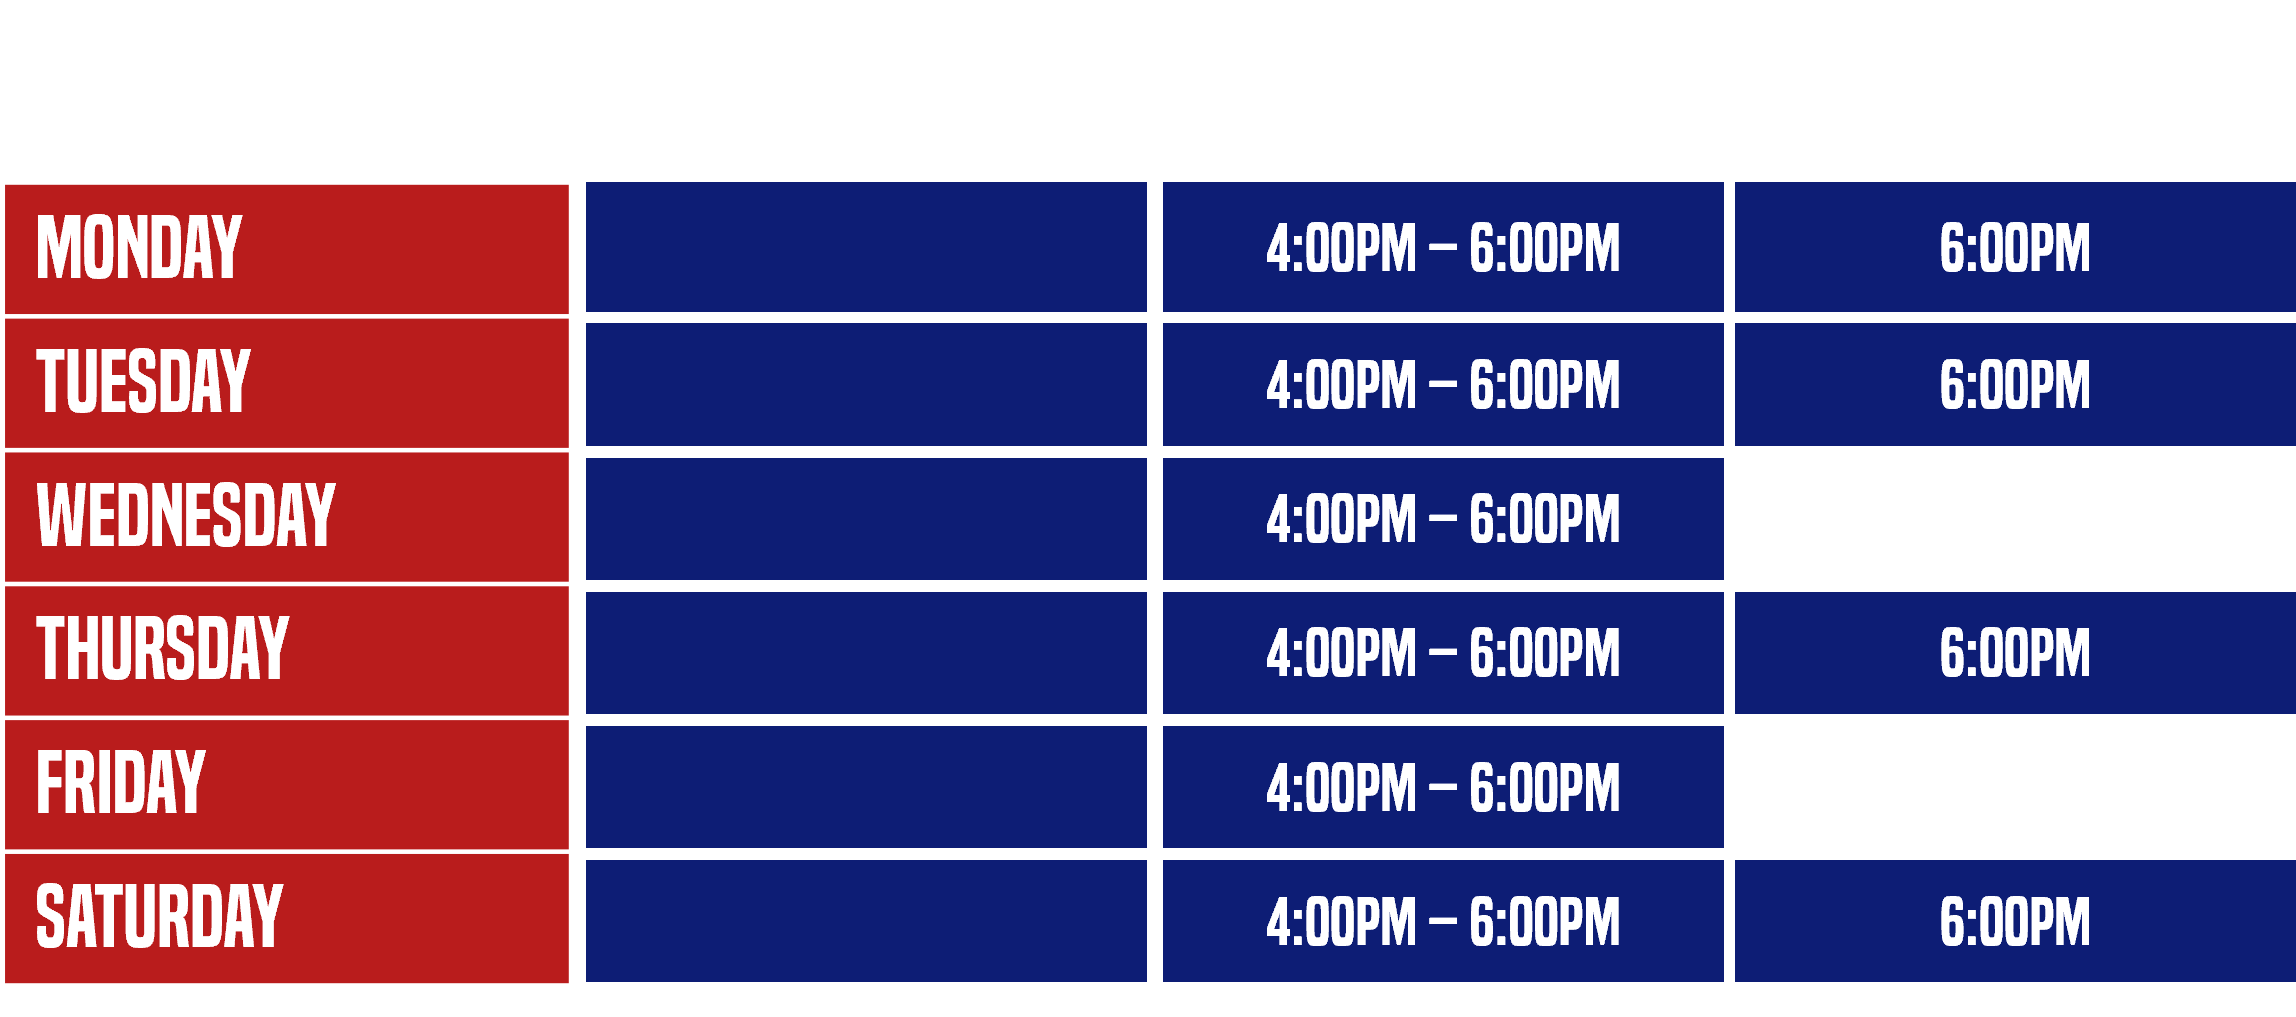 MONDAY 4:00PM – 6:00PM 6:00PM
TUESDAY 4:00PM – 6:00PM 6:00PM
WEDNESDAY 4:00PM – 6:00PM
THURSDAY 4:00PM – 6:00PM 6:00PM
FRIDAY 4:00PM – 6:00PM
SATURDAY 4:00PM – 6:00PM 6:00PM